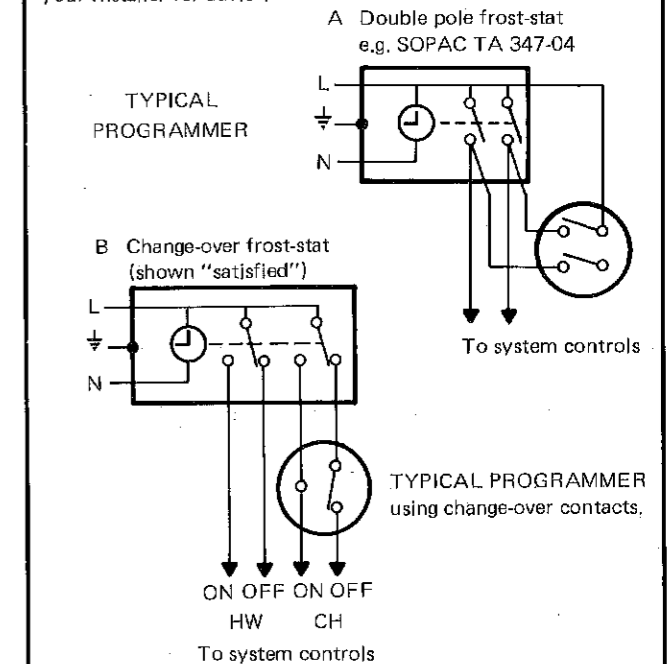 A Double pole frost-stat
e.g. SOPAC TA 347-04
TYPICAL
PROGRAMMER
L
N
To system controls
B Change-over frost-stat
(shown "satisfied")
L
N
TYPICAL PROGRAMMER
using change-over contacts,
ON OFF ON OFF
HW CH
To system controls